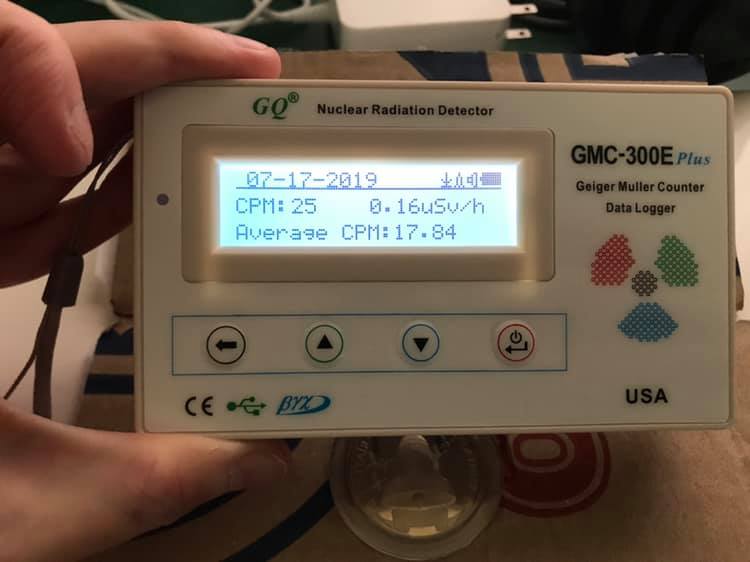 GQ® Nuclear Radiation Detector
GMC-300E Plus
Geiger Muller Counter
Data Logger
07-17-2019
CPM:25 0.16uSv/h
Average CPM:17.84
CE βγχ
USA